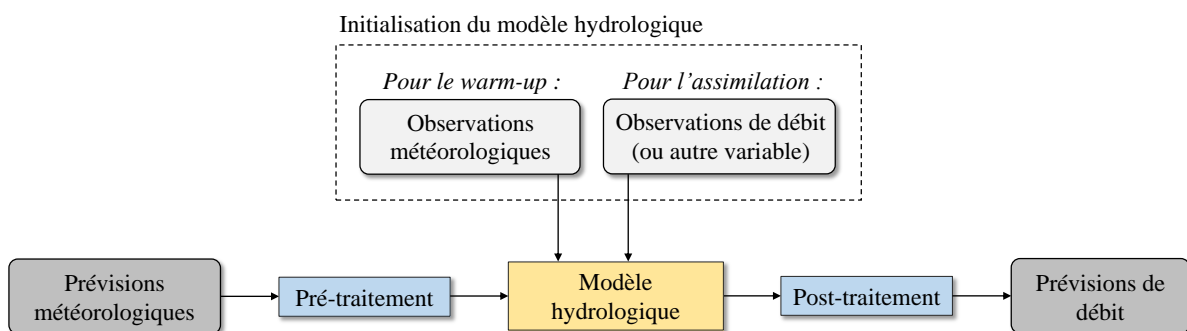 Initialisation du modèle hydrologique
Pour le warm-up :
Pour l'assimilation :
Observations
météorologiques
Observations de débit
(ou autre variable)
Prévisions
météorologiques
Pré-traitement
Modèle
hydrologique
Post-traitement
Prévisions de
débit